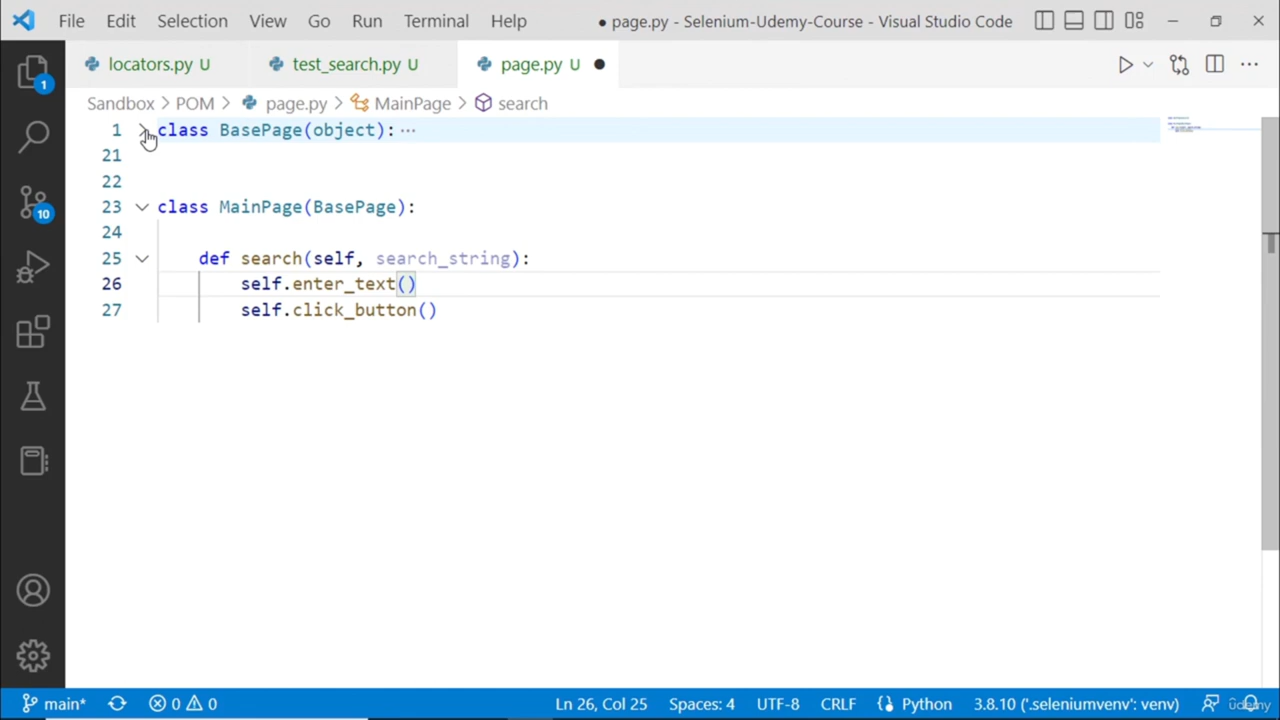 File Edit Selection View Go Run Terminal Help ● page.py - Selenium-Udemy-Course - Visual Studio Code
locators.py U test_search.py U page.py U ●
Sandbox > POM > page.py > MainPage > search
1 class BasePage(object): ···
21
22
23 class MainPage(BasePage):
24
25 def search(self, search_string):
26 self.enter_text()
27 self.click_button()
1
10
main* 0 0 Ln 26, Col 25 Spaces: 4 UTF-8 CRLF Python 3.8.10 ('.seleniumvenv': venv) ûdemy